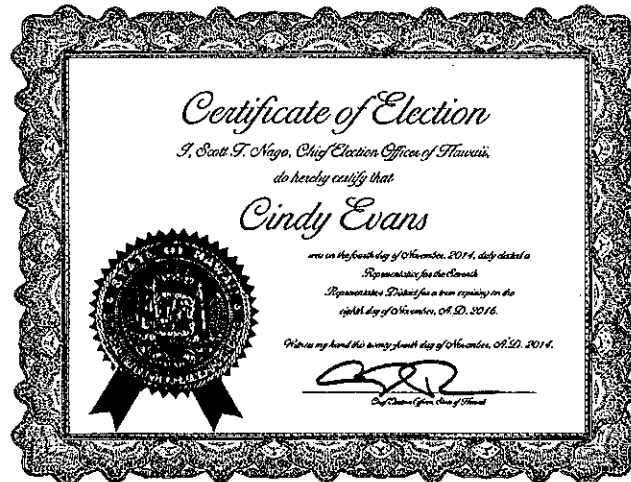 Certificate of Election
I, Scott T. Nago, Chief Election Officer of Hawaii,
do hereby certify that
Cindy Evans
was on the fourth day of November, 2014, duly elected a
Representative for the Seventh
Representative District for a term expiring on the
eighth day of November, A.D. 2016.
Witness my hand this twenty-fourth day of November, A.D. 2014.
Chief Election Officer, State of Hawaii
STATE OF HAWAII